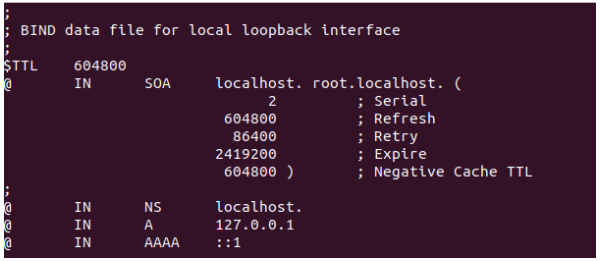 ;
; BIND data file for local loopback interface
;
$TTL    604800
@       IN      SOA     localhost. root.localhost. (
                              2         ; Serial
                         604800         ; Refresh
                          86400         ; Retry
                        2419200         ; Expire
                         604800 )       ; Negative Cache TTL
;
@       IN      NS      localhost.
@       IN      A       127.0.0.1
@       IN      AAAA    ::1